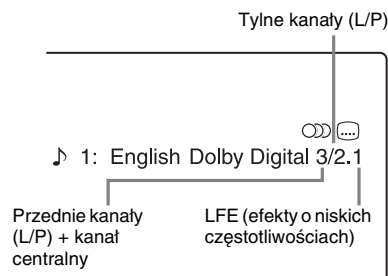 Tylne kanały (L/P)
♪ 1: English Dolby Digital 3/2.1
Przednie kanały
(L/P) + kanał
centralny
LFE (efekty o niskich
częstotliwościach)